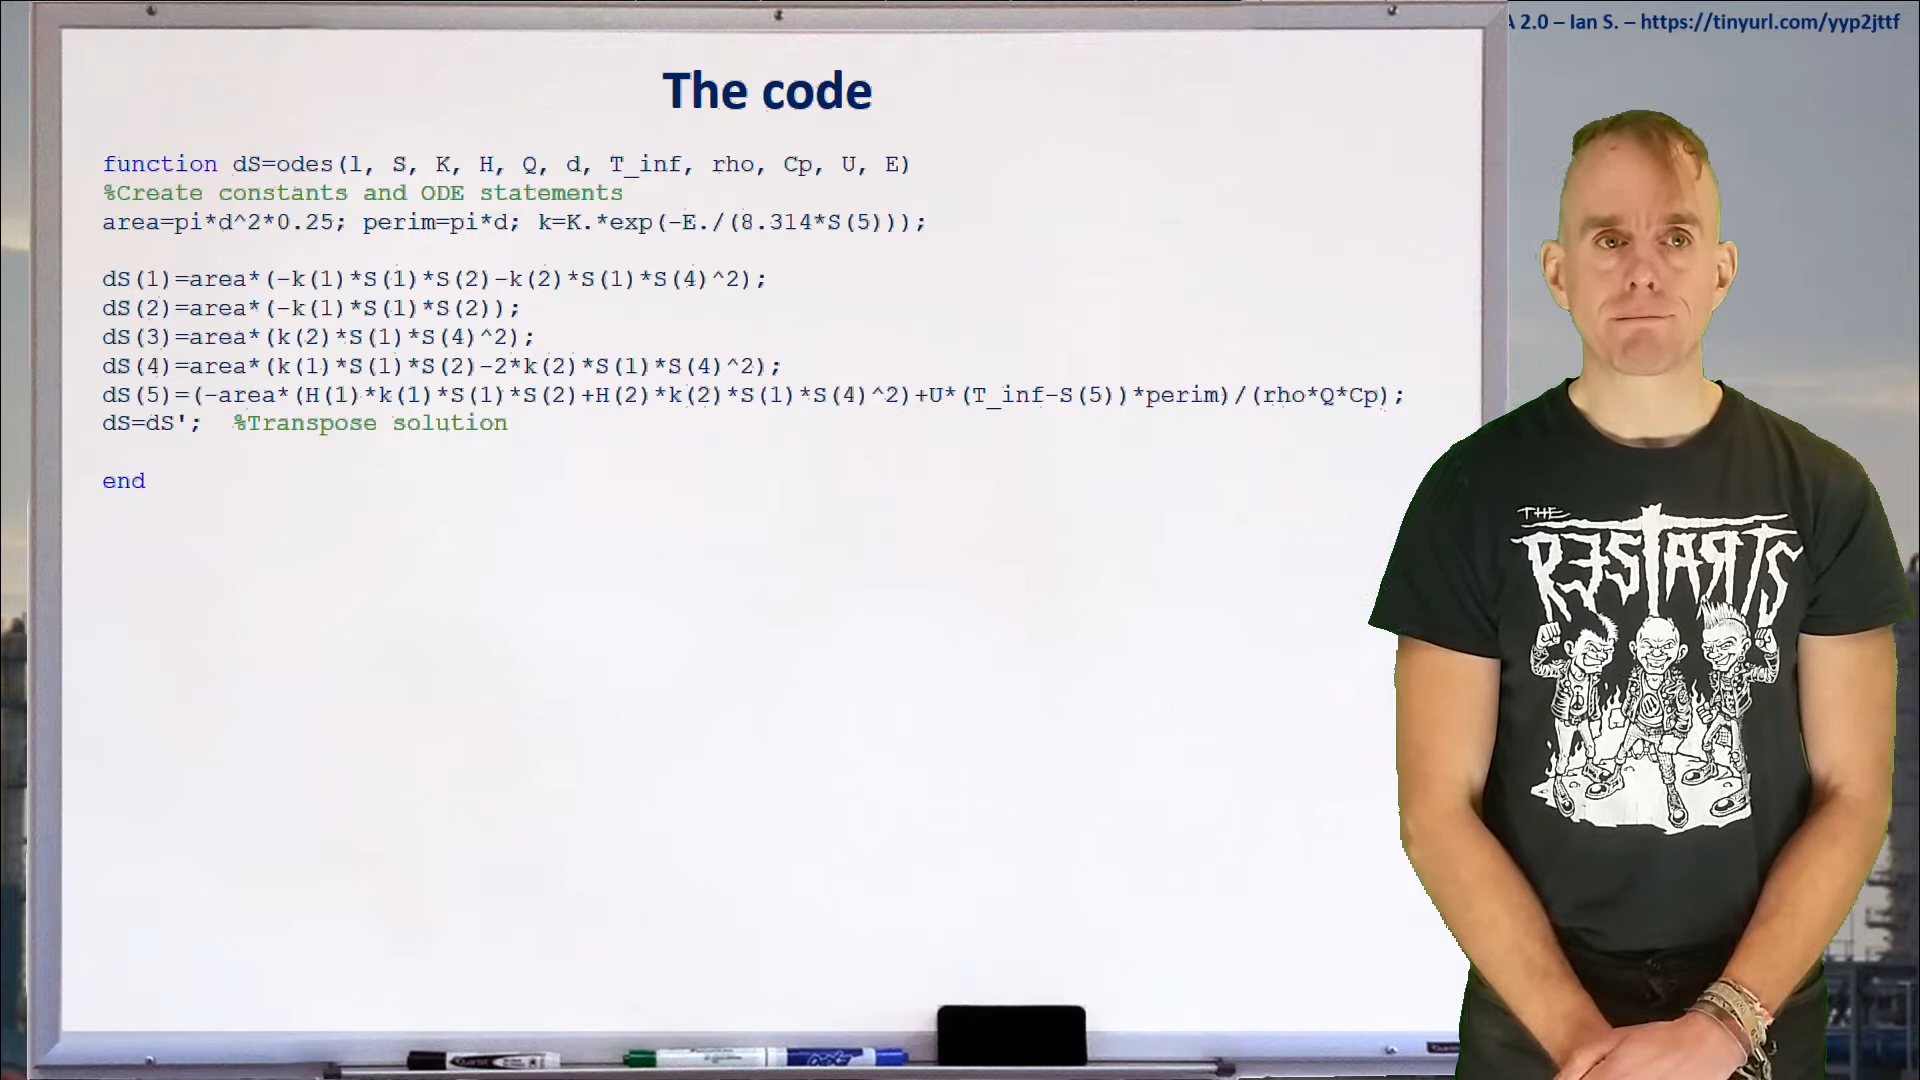 A 2.0 – Ian S. – https://tinyurl.com/yyp2jttf
The code
function dS=odes(l, S, K, H, Q, d, T_inf, rho, Cp, U, E)
%Create constants and ODE statements
area=pi*d^2*0.25; perim=pi*d; k=K.*exp(-E./(8.314*S(5)));
dS(1)=area*(-k(1)*S(1)*S(2)-k(2)*S(1)*S(4)^2);
dS(2)=area*(-k(1)*S(1)*S(2));
dS(3)=area*(k(2)*S(1)*S(4)^2);
dS(4)=area*(k(1)*S(1)*S(2)-2*k(2)*S(1)*S(4)^2);
dS(5)=(-area*(H(1)*k(1)*S(1)*S(2)+H(2)*k(2)*S(1)*S(4)^2)+U*(T_inf-S(5))*perim)/(rho*Q*Cp);
dS=dS'; %Transpose solution
end
THE
RESTARTS